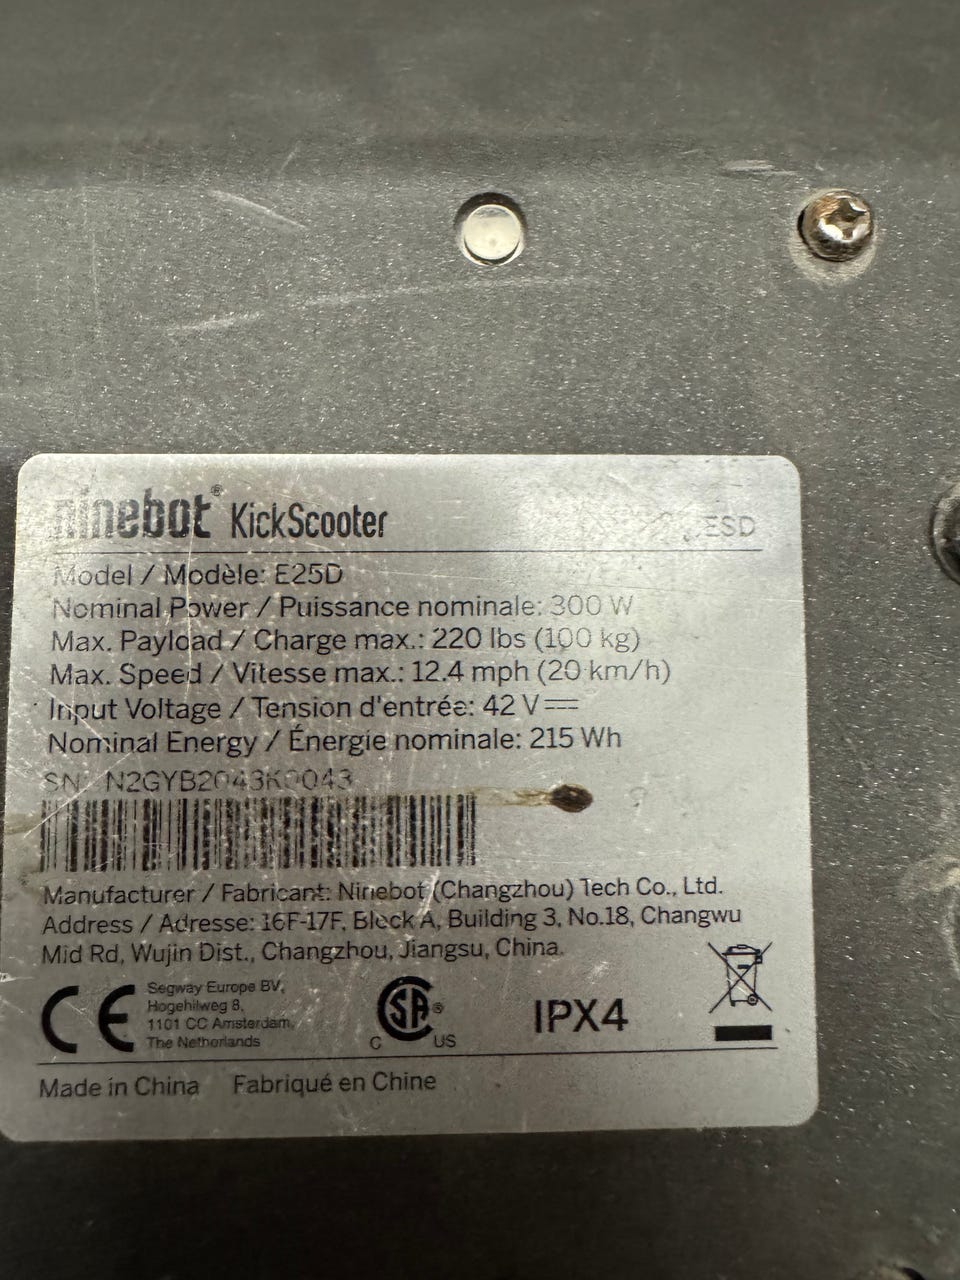 ninebot® KickScooter
ESD
Model / Modèle: E25D
Nominal Power / Puissance nominale: 300 W
Max. Payload / Charge max.: 220 lbs (100 kg)
Max. Speed / Vitesse max.: 12.4 mph (20 km/h)
Input Voltage / Tension d'entrée: 42 V
Nominal Energy / Énergie nominale: 215 Wh
SN: N2GYB2043K0043
Manufacturer / Fabricant: Ninebot (Changzhou) Tech Co., Ltd.
Address / Adresse: 16F-17F, Block A, Building 3, No.18, Changwu
Mid Rd, Wujin Dist., Changzhou, Jiangsu, China.
CE
Segway Europe BV,
Hogehilweg 8,
1101 CC Amsterdam,
The Netherlands
SA®
C US
IPX4
Made in China Fabriqué en Chine